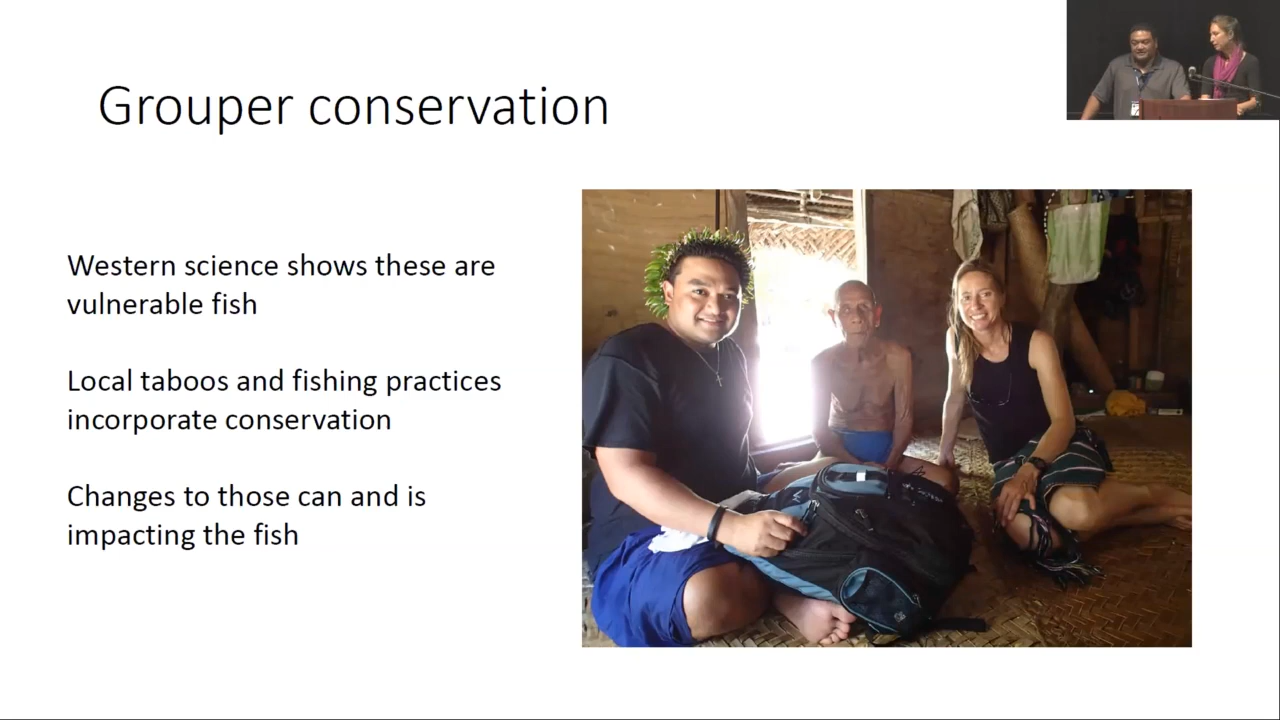 Grouper conservation
Western science shows these are
vulnerable fish
Local taboos and fishing practices
incorporate conservation
Changes to those can and is
impacting the fish